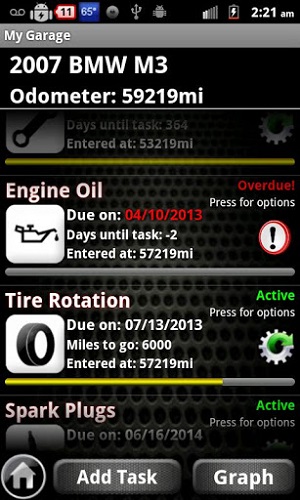 11 65° 2:21 am
My Garage
2007 BMW M3
Odometer: 59219mi
Days until task: 364
Entered at: 53219mi
Engine Oil Overdue!
Press for options
Due on: 04/10/2013
Days until task: -2
Entered at: 57219mi
Tire Rotation Active
Press for options
Due on: 07/13/2013
Miles to go: 6000
Entered at: 57219mi
Spark Plugs Active
Press for options
Due on: 06/16/2014
Add Task Graph